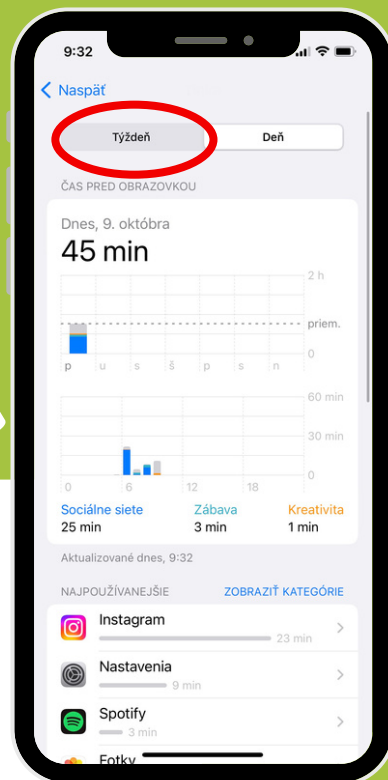 9:32
Naspäť
Týždeň Deň
ČAS PRED OBRAZOVKOU
Dnes, 9. októbra
45 min
2 h
priem.
0
p u s š p s n
60 min
30 min
0
0 6 12 18
Sociálne siete Zábava Kreativita
25 min 3 min 1 min
Aktualizované dnes, 9:32
NAJPOUŽÍVANEJŠIE ZOBRAZIŤ KATEGÓRIE
Instagram
23 min
Nastavenia
9 min
Spotify
3 min
Fotky